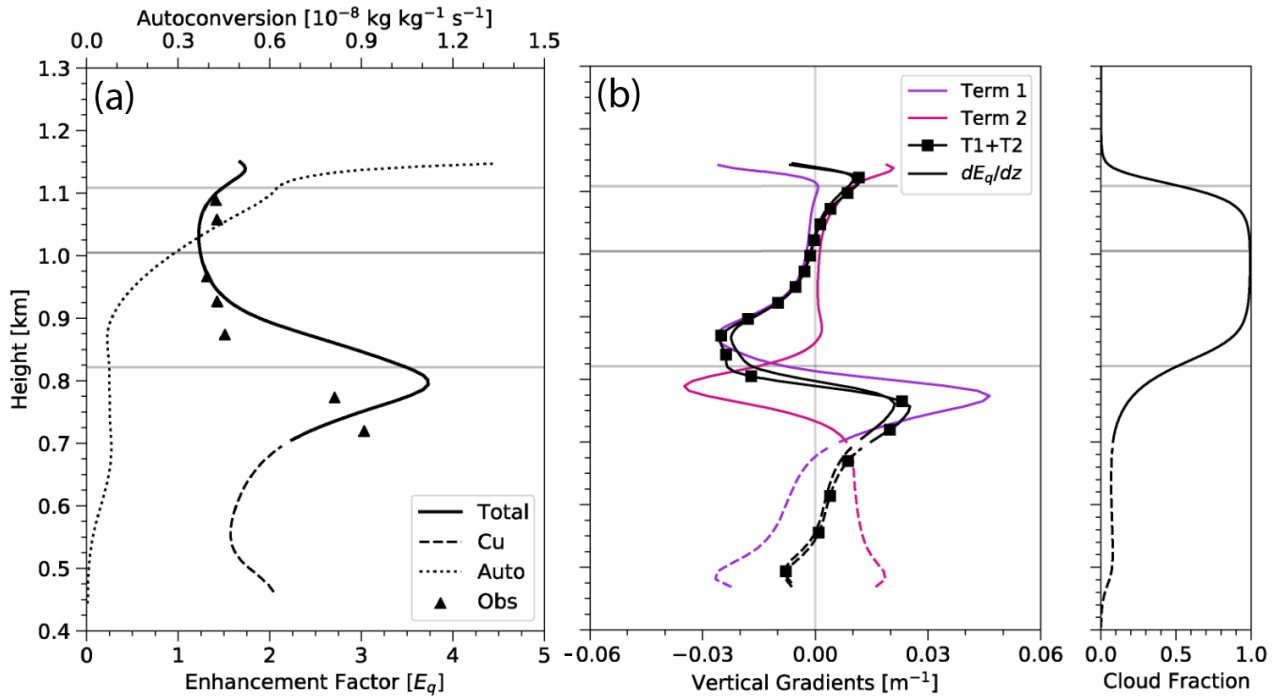 Autoconversion [10⁻⁸ kg kg⁻¹ s⁻¹]
0.0 0.3 0.6 0.9 1.2 1.5
(a)
Height [km]
1.3
1.2
1.1
1.0
0.9
0.8
0.7
0.6
0.5
0.4
Total
Cu
Auto
Obs
0 1 2 3 4 5
Enhancement Factor [E_q]
(b)
Term 1
Term 2
T1+T2
dE_q/dz
-0.06 -0.03 0.00 0.03 0.06
Vertical Gradients [m⁻¹]
0.0 0.5 1.0
Cloud Fraction